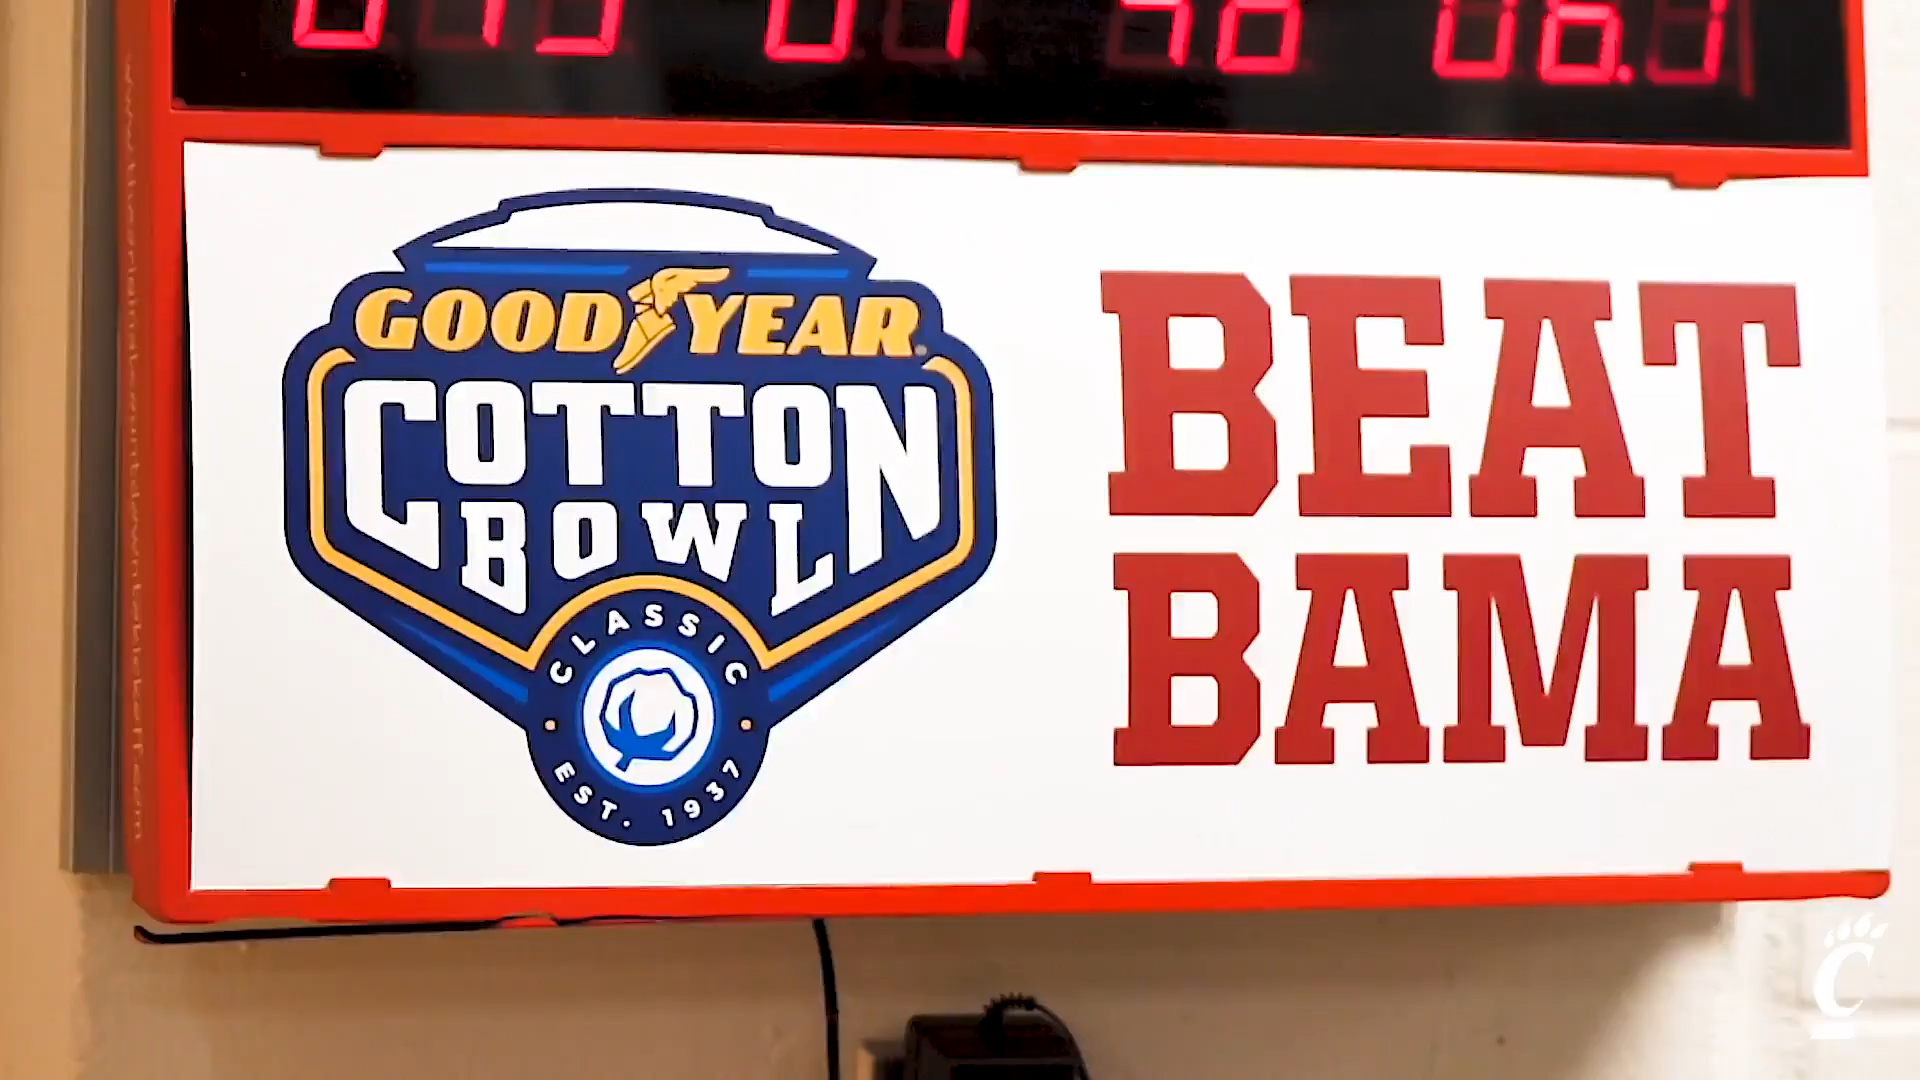 GOODYEAR
COTTON
BOWL
CLASSIC
EST. 1937
BEAT
BAMA
C